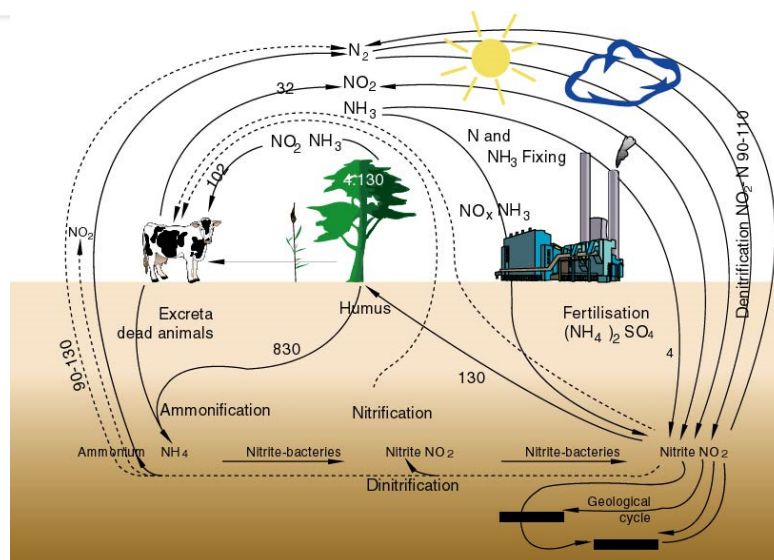 N2
32
NO2
NH3
NO2 NH3
102
4.130
N and
NH3 Fixing
NOx NH3
Denitrification NO2-N 90-110
NO2
Excreta
dead animals
Humus
Fertilisation
(NH4)2 SO4
90-130
830
130
4
Ammonification
Nitrification
Ammonium NH4
Nitrite-bacteries
Nitrite NO2
Nitrite-bacteries
Nitrite NO2
Dinitrification
Geological
cycle